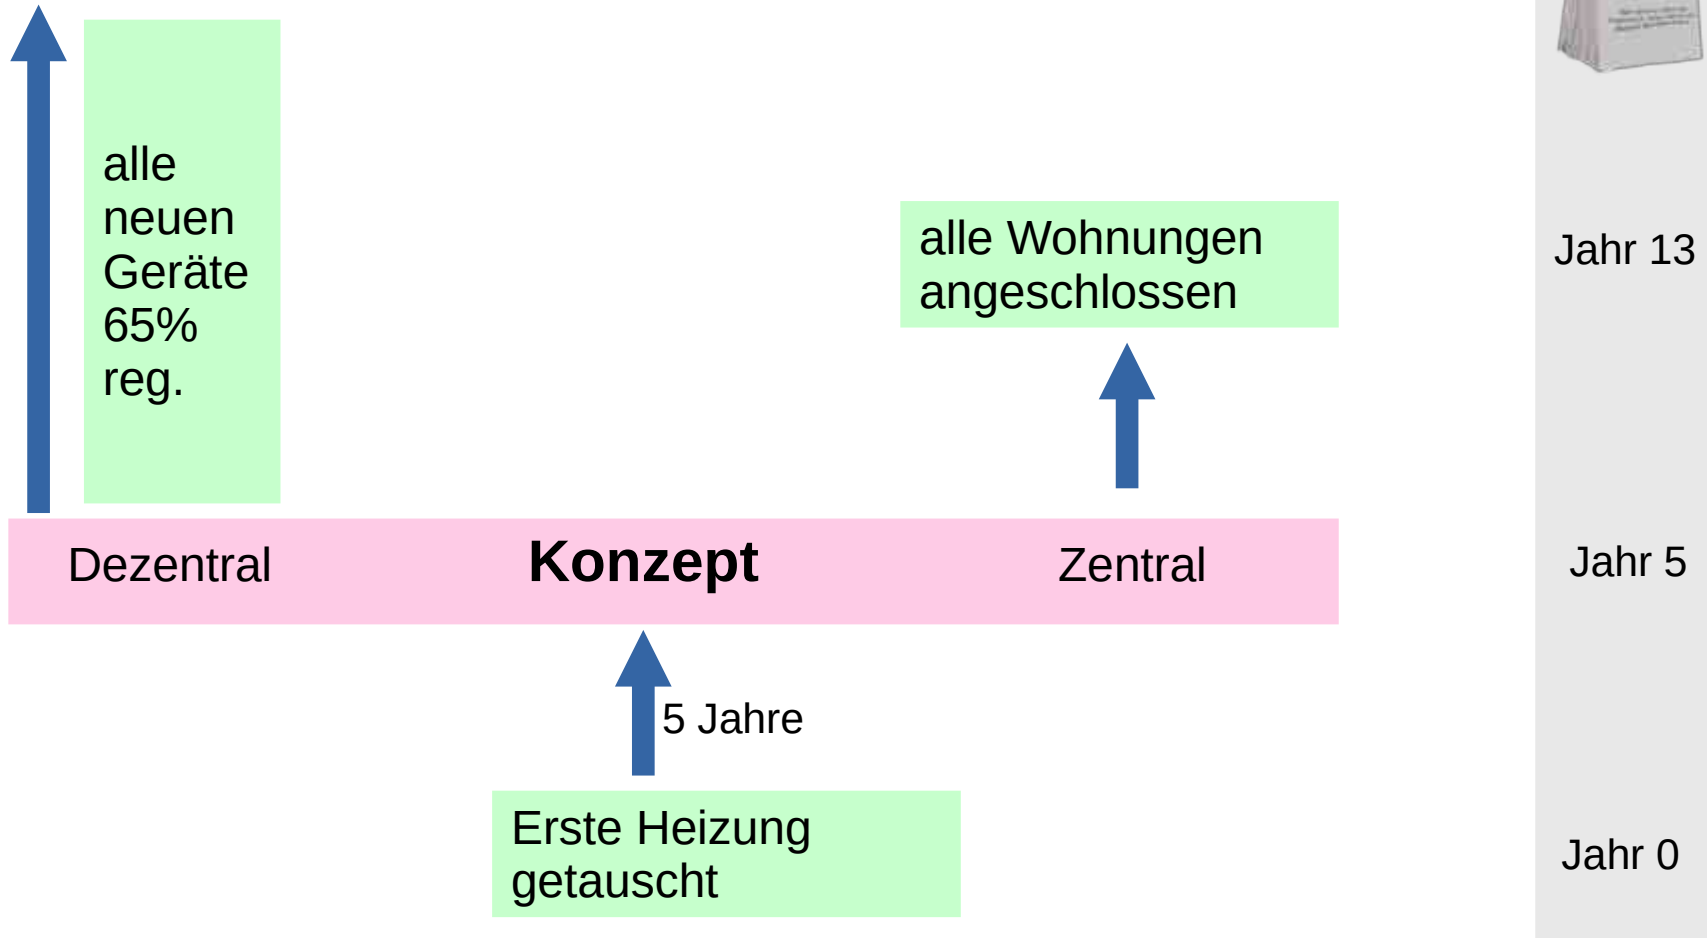 alle
neuen
Geräte
65%
reg.
alle Wohnungen
angeschlossen
Jahr 13
Dezentral
Konzept
Zentral
Jahr 5
5 Jahre
Erste Heizung
getauscht
Jahr 0